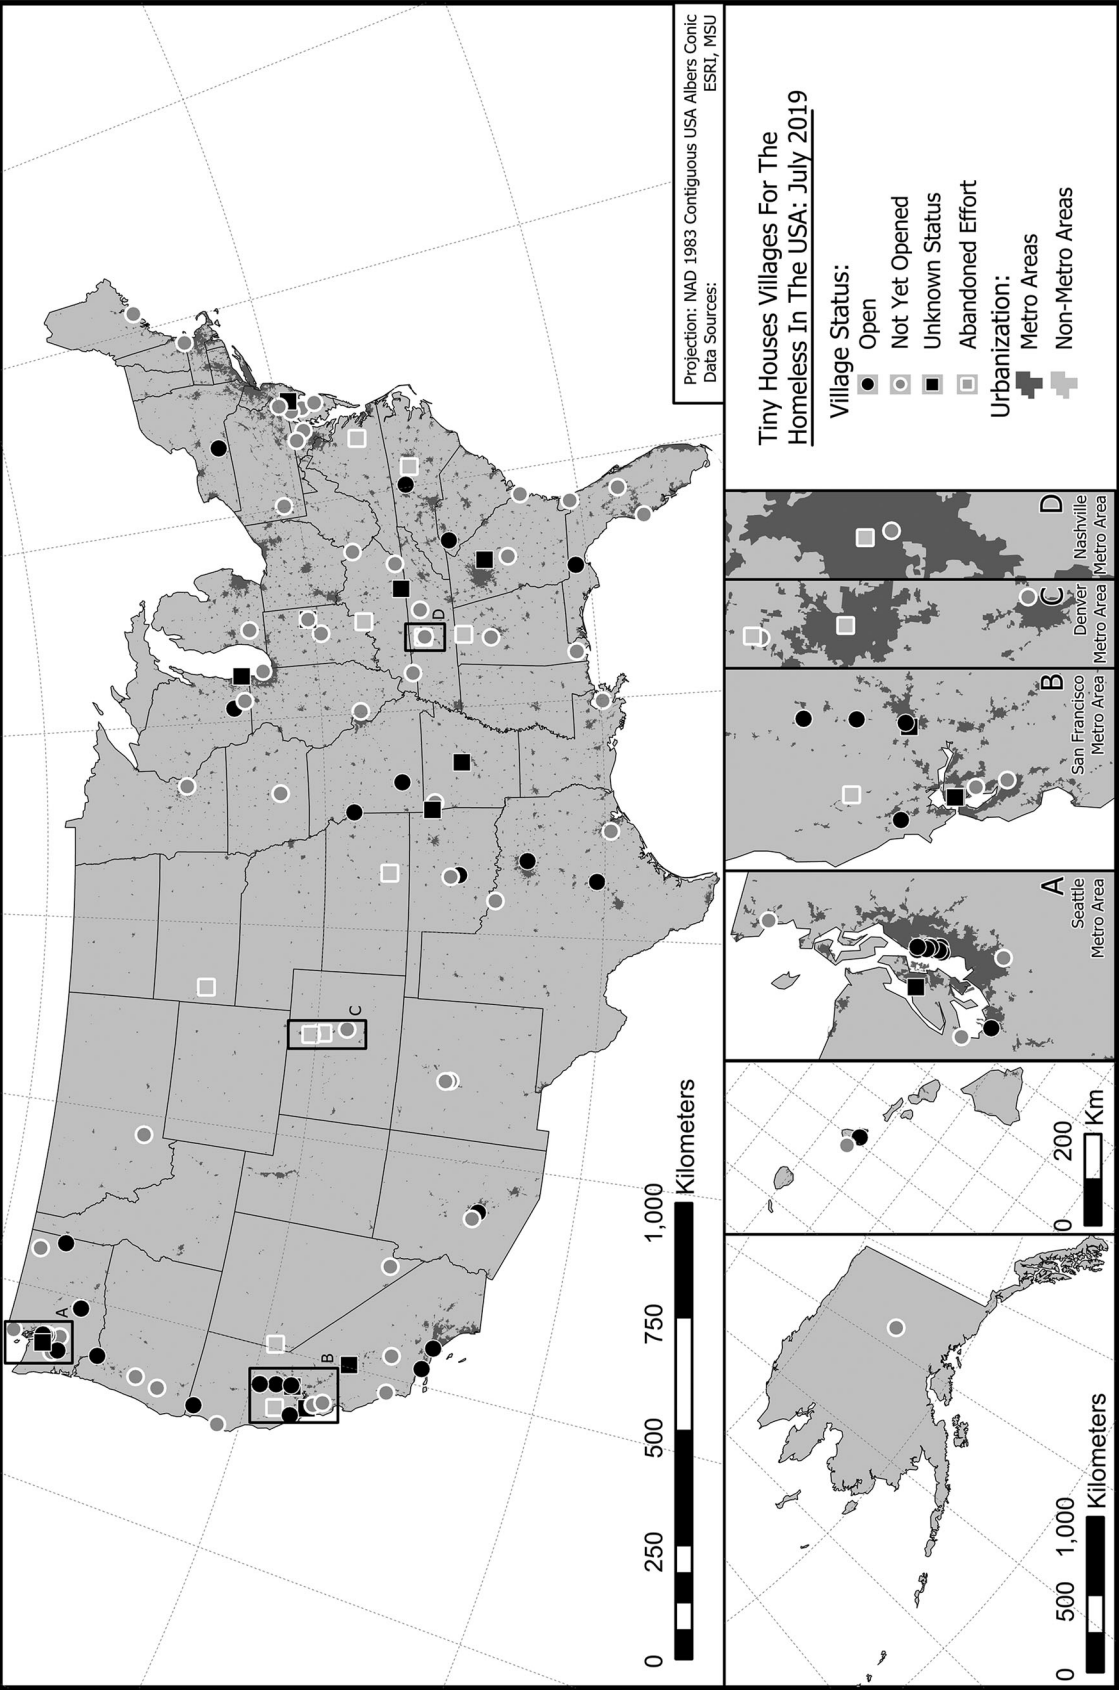 A
B
C
D
0 250 500 750 1,000
Kilometers
Projection: NAD 1983 Contiguous USA Albers Conic
Data Sources: ESRI, MSU
0 500 1,000
Kilometers
0 200
Km
A
Seattle
Metro Area
B
San Francisco
Metro Area
C
Denver
Metro Area
D
Nashville
Metro Area
Tiny Houses Villages For The
Homeless In The USA: July 2019
Village Status:
Open
Not Yet Opened
Unknown Status
Abandoned Effort
Urbanization:
Metro Areas
Non-Metro Areas